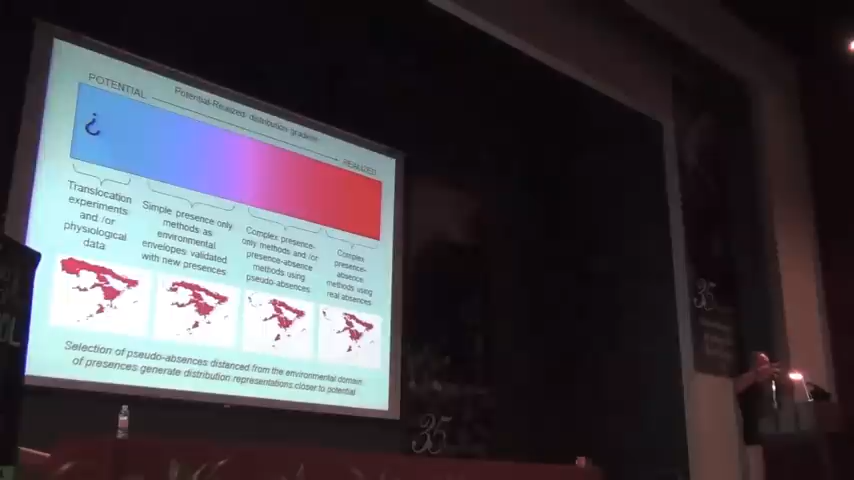 POTENTIAL
Potential-Realized distribution gradient
REALIZED
¿
Translocation
experiments
and /or
physiological
data
Simple presence only
methods as
environmental
envelopes validated
with new presences
Complex presence-
only methods and /or
presence-absence
methods using
pseudo-absences
Complex
presence-
absence
methods using
real absences
Selection of pseudo-absences distanced from the environmental domain
of presences generate distribution representations closer to potential
35
35